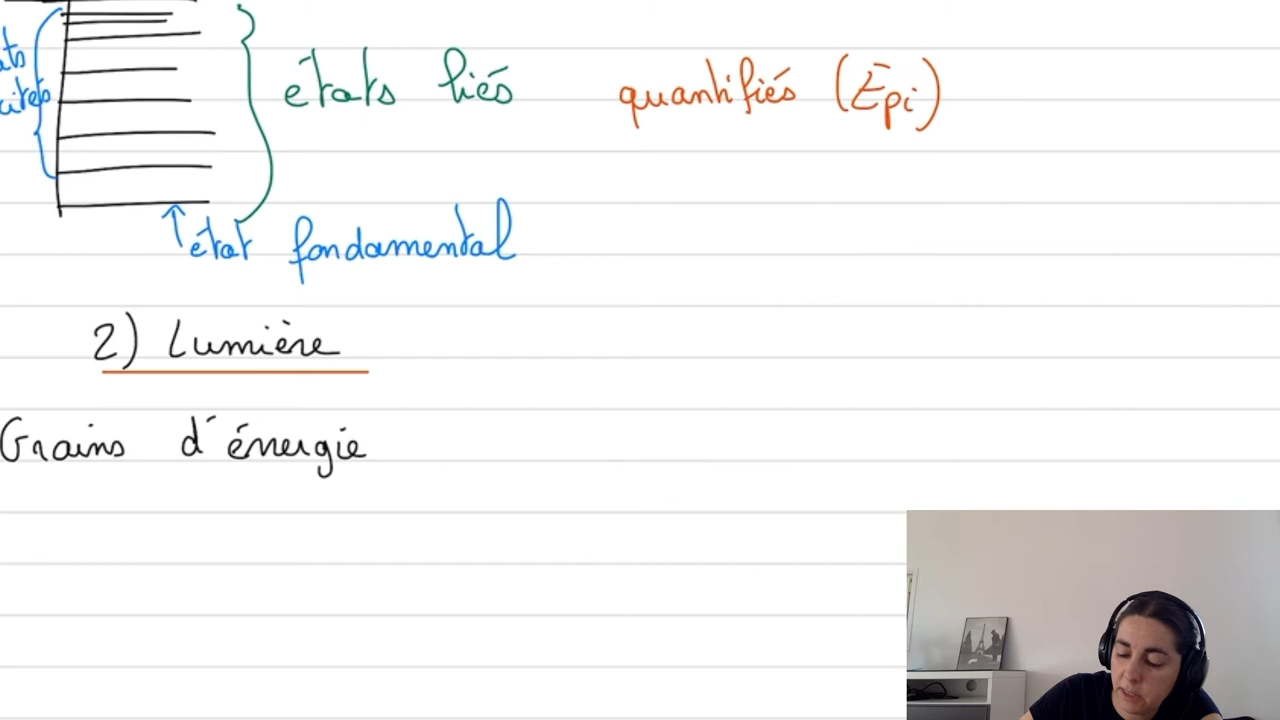 états liés quantifiés (Epi)
état fondamental
2) Lumière
Grains d'énergie